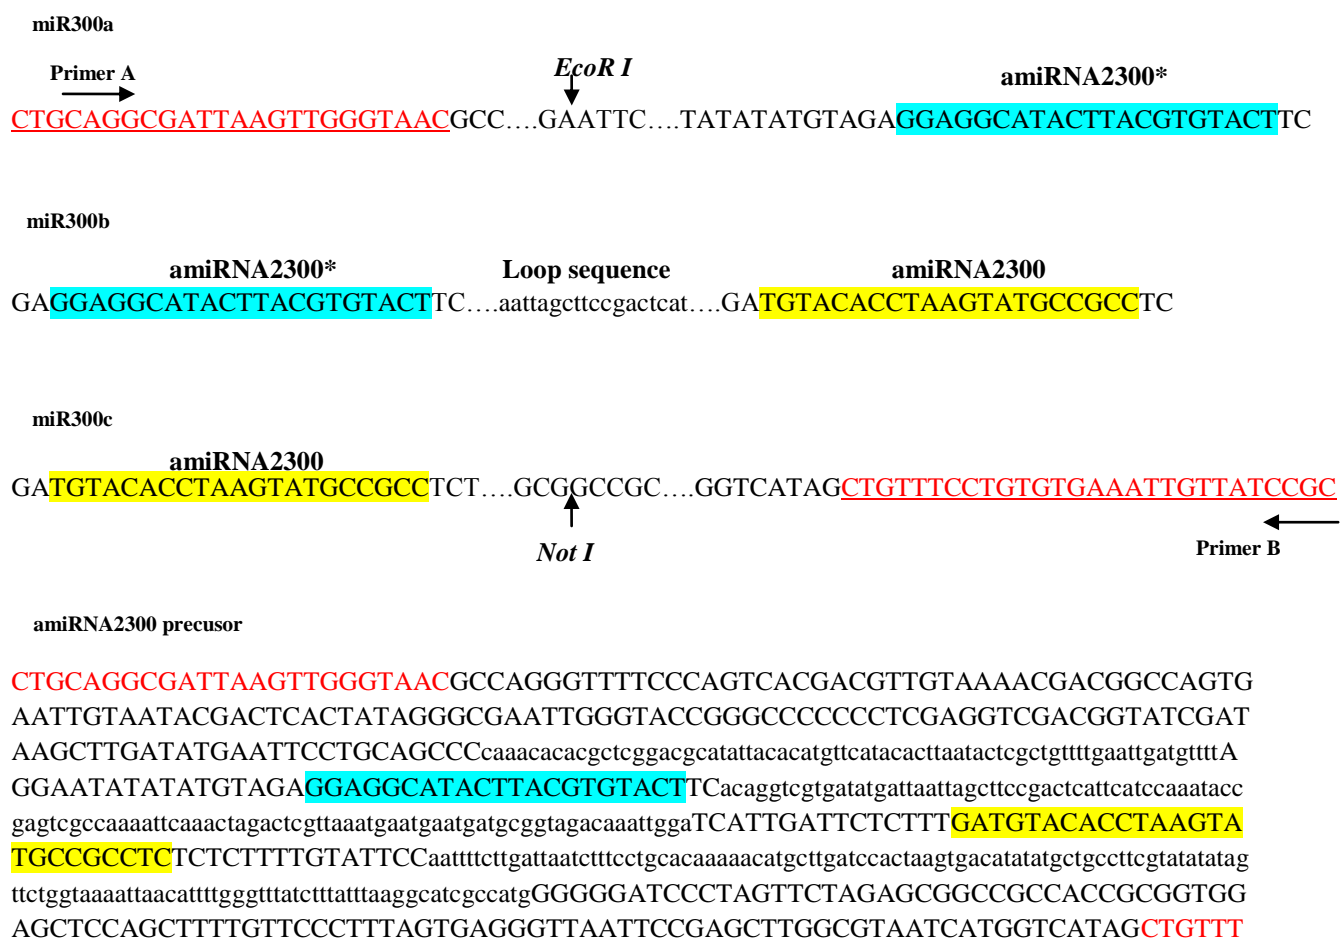 miR300a
Primer A
EcoR I
amiRNA2300*
CTGCAGGCGATTAAGTTGGGTAACGCC....GAATTC....TATATATGTAGAGGAGGCATACTTACGTGTACTTC
miR300b
amiRNA2300* Loop sequence amiRNA2300
GAGGAGGCATACTTACGTGTACTTC....aattagcttccgactcat....GATGTACACCTAAGTATGCCGCCTC
miR300c
amiRNA2300
GATGTACACCTAAGTATGCCGCCTCT....GCGGCCGC....GGTCATAGCTGTTTCCTGTGTGAAATTGTTATCCGC
Not I
Primer B
amiRNA2300 precusor
CTGCAGGCGATTAAGTTGGGTAACGCCAGGGTTTTCCCAGTCACGACGTTGTAAAACGACGGCCAGTG
AATTGTAATACGACTCACTATAGGGCGAATTGGGTACCGGGCCCCCCCTCGAGGTCGACGGTATCGAT
AAGCTTGATATGAATTCCTGCAGCCCcaaacacacgctcggacgcatattacacatgttcatacacttaatactcgctgttttgaattgatgttttA
GGAATATATATGTAGAGGAGGCATACTTACGTGTACTTCacaggtcgtgatatgattaattagcttccgactcattcatccaaatacc
gagtcgccaaaattcaaactagactcgttaaatgaatgaatgatgcggtagacaaattggaTCATTGATTCTCTTTGATGTACACCTAAGTA
TGCCGCCTCTCTCTTTTGTATTCCaattttcttgattaatctttcctgcacaaaaacatgcttgatccactaagtgacatatatgctgccttcgtatatatag
ttctggtaaaattaacattttgggtttatctttatttaaggcatcgccatgGGGGGATCCCTAGTTCTAGAGCGGCCGCCACCGCGGTGG
AGCTCCAGCTTTTGTTCCCTTTAGTGAGGGTTAATTCCGAGCTTGGCGTAATCATGGTCATAGCTGTTT